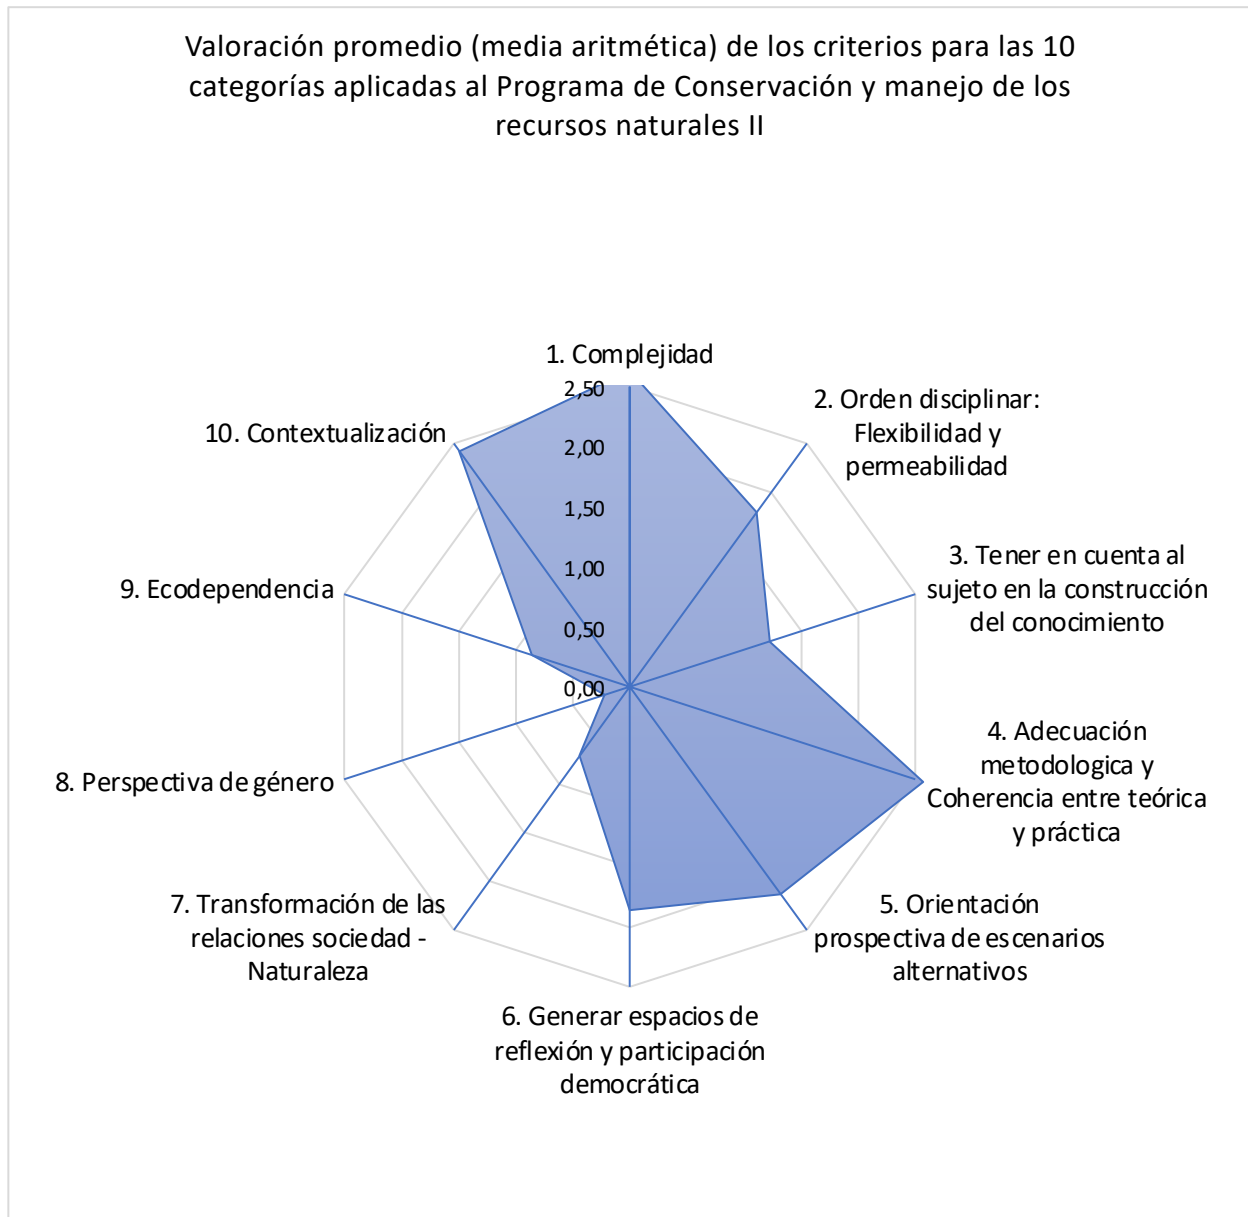 Valoración promedio (media aritmética) de los criterios para las 10
categorías aplicadas al Programa de Conservación y manejo de los
recursos naturales II
1. Complejidad
2,50
2,00
1,50
1,00
0,50
0,00
2. Orden disciplinar:
Flexibilidad y
permeabilidad
3. Tener en cuenta al
sujeto en la construcción
del conocimiento
4. Adecuación
metodologica y
Coherencia entre teórica
y práctica
5. Orientación
prospectiva de escenarios
alternativos
6. Generar espacios de
reflexión y participación
democrática
7. Transformación de las
relaciones sociedad -
Naturaleza
8. Perspectiva de género
9. Ecodependencia
10. Contextualización